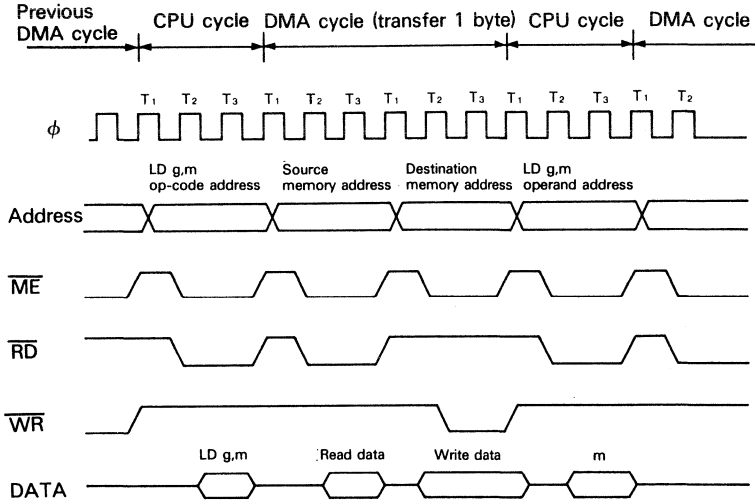 Previous
DMA cycle
CPU cycle
DMA cycle (transfer 1 byte)
CPU cycle
DMA cycle
T1 T2 T3 T1 T2 T3 T1 T2 T3 T1 T2 T3 T1 T2
ϕ
LD g,m
op-code address
Source
memory address
Destination
memory address
LD g,m
operand address
Address
ME
RD
WR
LD g,m
Read data
Write data
m
DATA